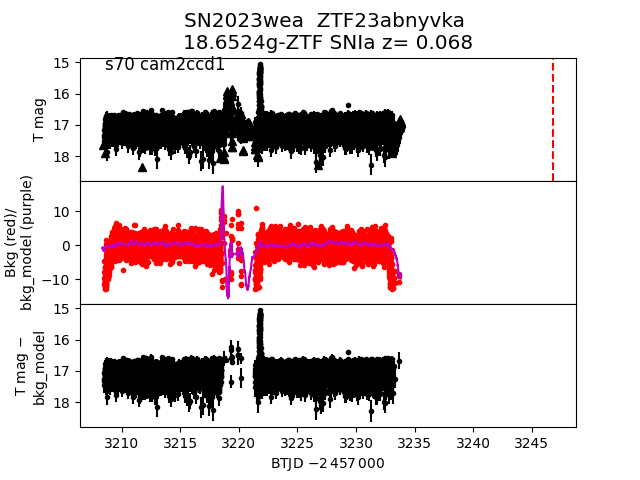 SN2023wea ZTF23abnyvka
18.6524g-ZTF SNIa z= 0.068
s70 cam2ccd1
15
16
17
18
T mag
10
0
−10
Bkg (red)/
bkg_model (purple)
15
16
17
18
T mag −
bkg_model
3210 3215 3220 3225 3230 3235 3240 3245
BTJD −2 457 000